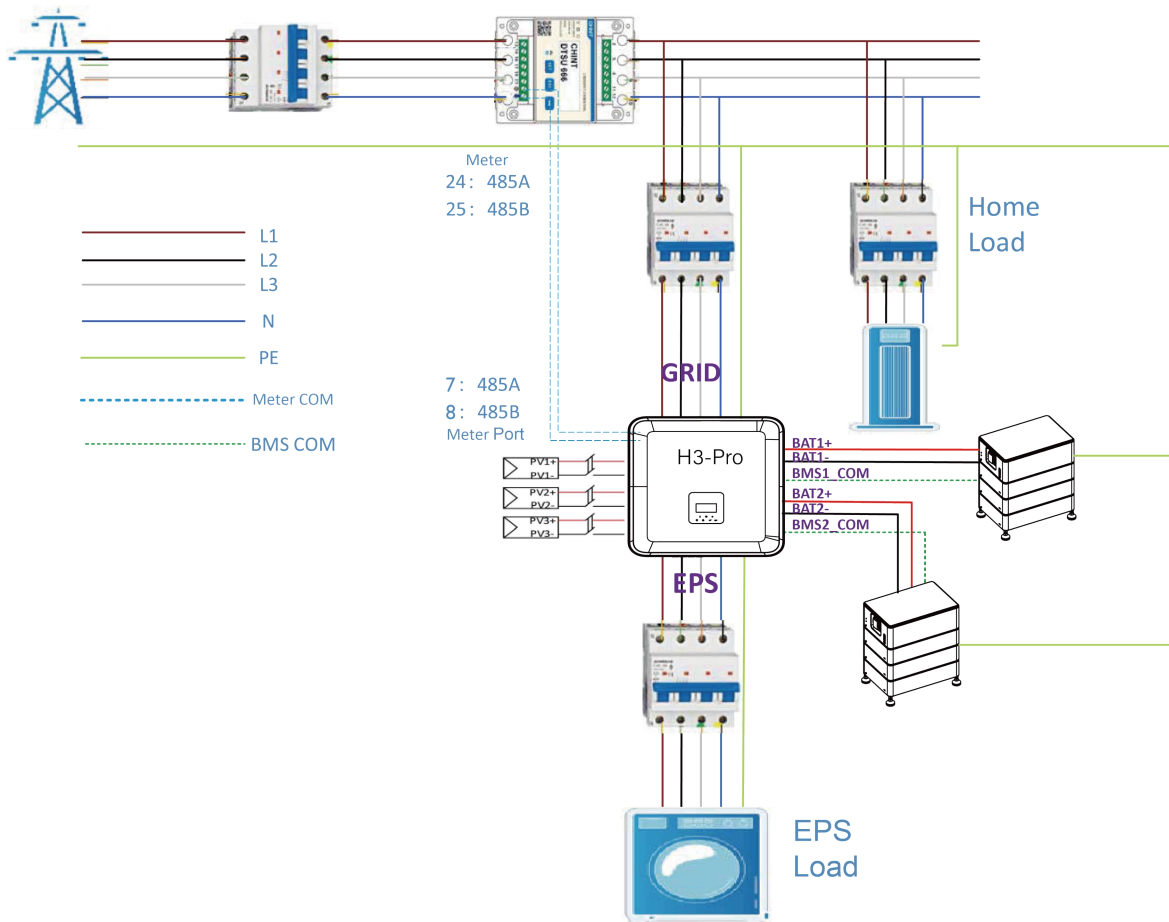 CHINT
DTSU 666
Meter
24: 485A
25: 485B
Home
Load
L1
L2
L3
N
PE
Meter COM
BMS COM
GRID
7: 485A
8: 485B
Meter Port
H3-Pro
PV1+
PV1-
PV2+
PV2-
PV3+
PV3-
BAT1+
BAT1-
BMS1_COM
BAT2+
BAT2-
BMS2_COM
EPS
EPS
Load